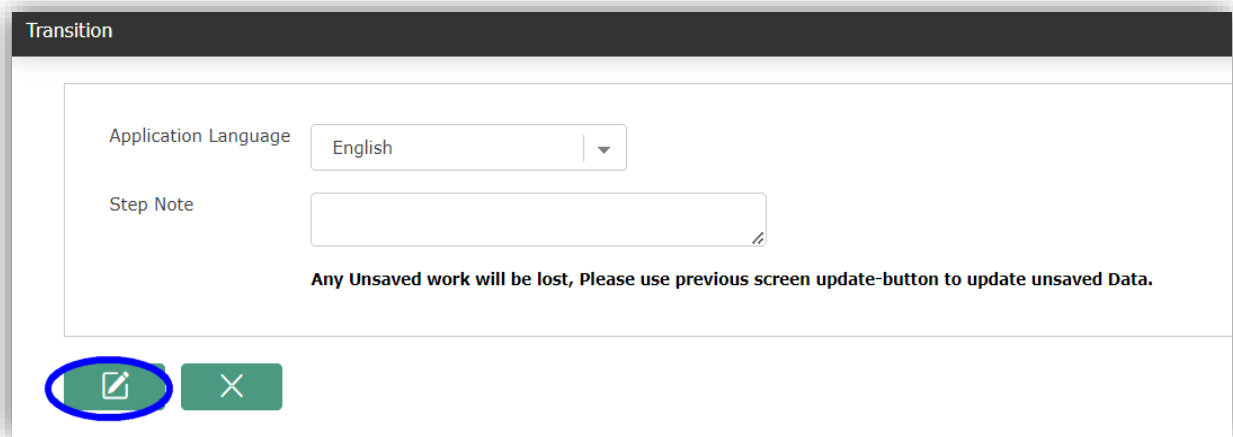 Transition
Application Language
English
Step Note
Any Unsaved work will be lost, Please use previous screen update-button to update unsaved Data.